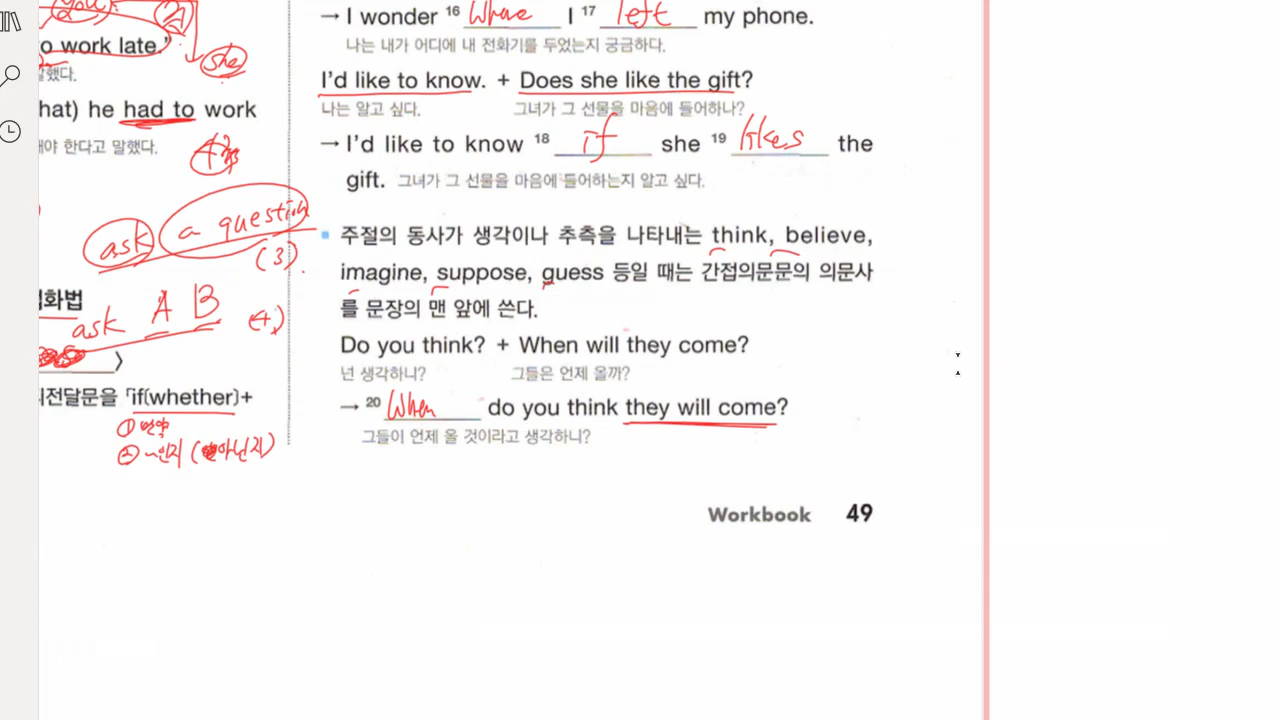 o work late.'
말했다.
she
hat) he had to work
해야 한다고 말했다.
ask a question
(3)
심화법
ask A B (4)
〉
의전달문을 「if(whether)+
① 만약
② ~인지 (아닌지)
→ I wonder 16 where I 17 left my phone.
나는 내가 어디에 내 전화기를 두었는지 궁금하다.
I'd like to know. + Does she like the gift?
나는 알고 싶다. 그녀가 그 선물을 마음에 들어하나?
→ I'd like to know 18 if she 19 likes the
gift. 그녀가 그 선물을 마음에 들어하는지 알고 싶다.
주절의 동사가 생각이나 추측을 나타내는 think, believe,
imagine, suppose, guess 등일 때는 간접의문문의 의문사
를 문장의 맨 앞에 쓴다.
Do you think? + When will they come?
넌 생각하니? 그들은 언제 올까?
→ 20 When do you think they will come?
그들이 언제 올 것이라고 생각하니?
Workbook 49